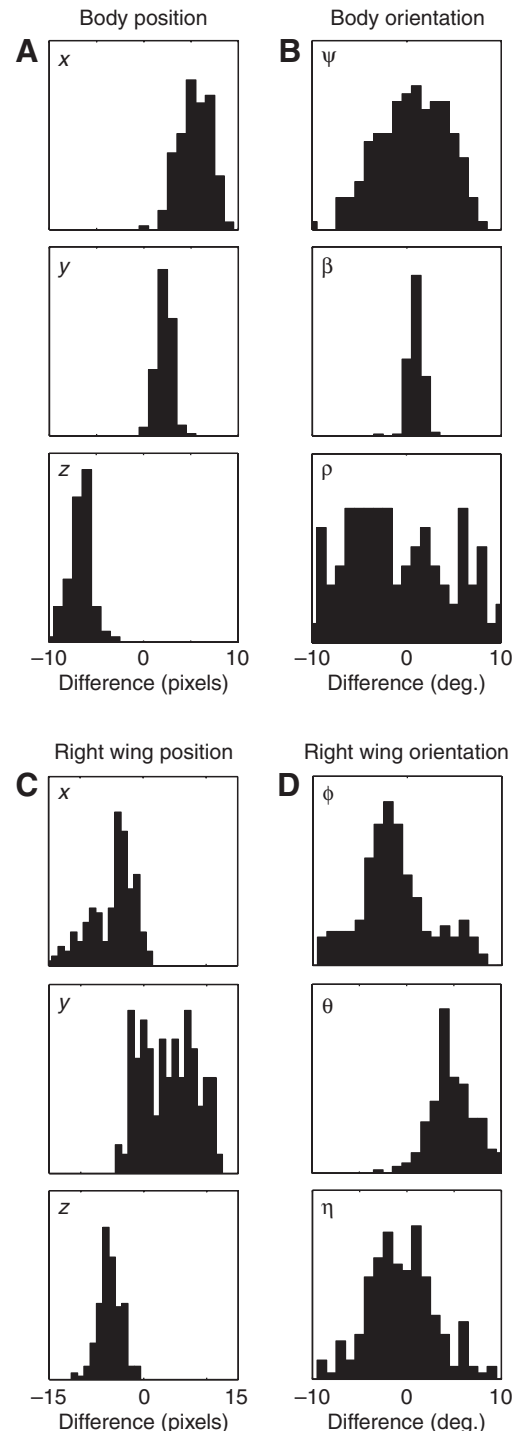 Body position
Body orientation
A
x
B
ψ
y
β
z
ρ
−10 0 10
Difference (pixels)
−10 0 10
Difference (deg.)
Right wing position
Right wing orientation
C
x
D
ϕ
y
θ
z
η
−15 0 15
Difference (pixels)
−10 0 10
Difference (deg.)